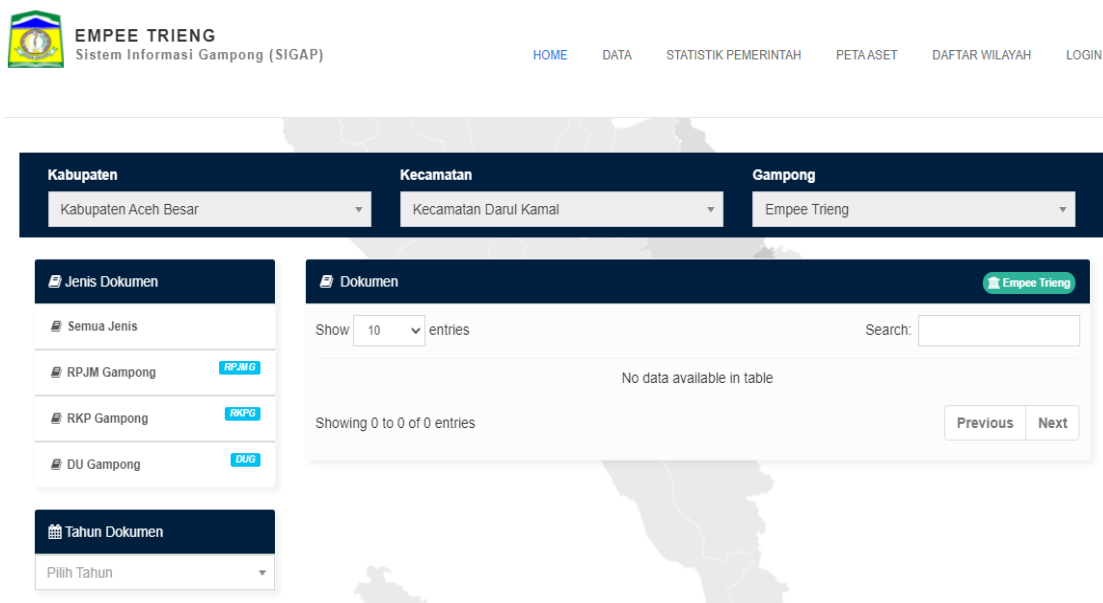 EMPEE TRIENG
Sistem Informasi Gampong (SIGAP)
HOME DATA STATISTIK PEMERINTAH PETA ASET DAFTAR WILAYAH LOGIN
Kabupaten Kecamatan Gampong
Kabupaten Aceh Besar Kecamatan Darul Kamal Empee Trieng
Jenis Dokumen
Semua Jenis
RPJM Gampong RPJMG
RKP Gampong RKPG
DU Gampong DUG
Tahun Dokumen
Pilih Tahun
Dokumen Empee Trieng
Show 10 entries Search:
No data available in table
Showing 0 to 0 of 0 entries Previous Next